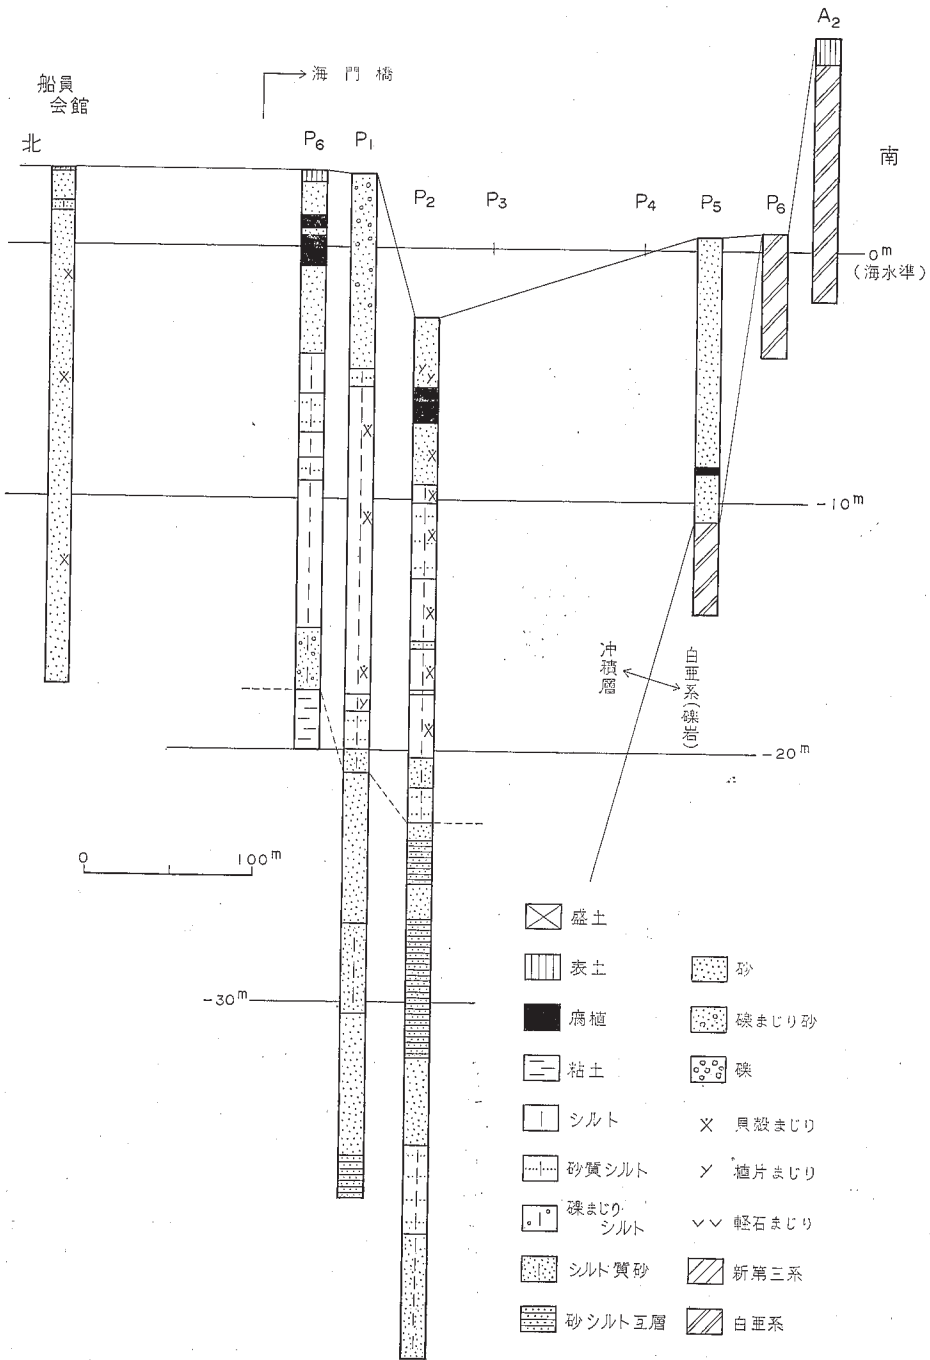 A₂
船員
会館
→海門橋
北
P₆
P₁
P₂
P₃
P₄
P₅
P₆
南
0ᵐ
(海水準)
-10ᵐ
冲積層
白亜系(礫岩)
-20ᵐ
0
100ᵐ
-30ᵐ
盛土
表土
腐植
粘土
シルト
砂質シルト
礫まじり
シルト
シルト質砂
砂シルト互層
砂
礫まじり砂
礫
貝殻まじり
植片まじり
軽石まじり
新第三系
白亜系